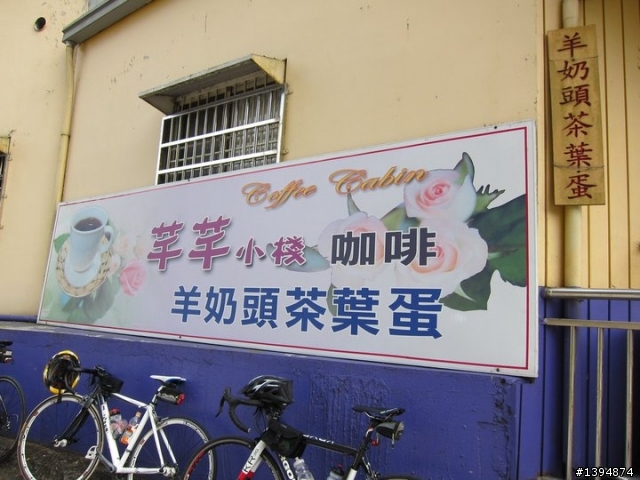 Coffee Cabin
芊芊小棧 咖啡
羊奶頭茶葉蛋
羊奶頭茶葉蛋
#1394874